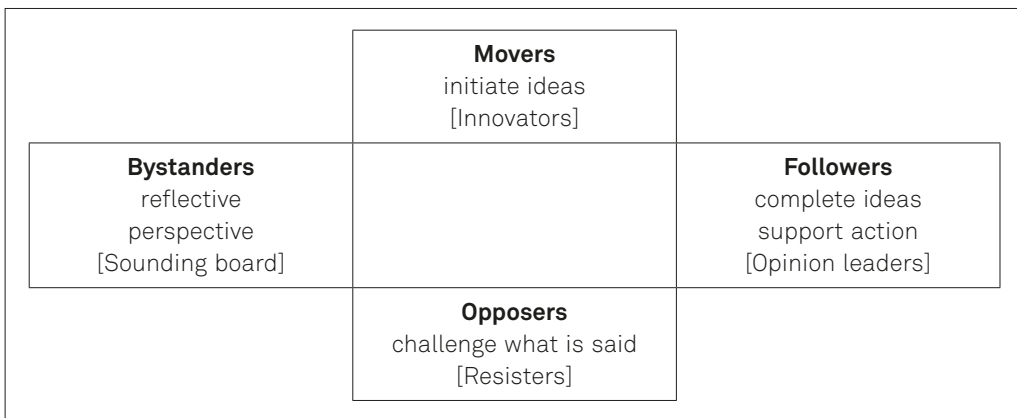 Movers
initiate ideas
[Innovators]
Bystanders
reflective
perspective
[Sounding board]
Followers
complete ideas
support action
[Opinion leaders]
Opposers
challenge what is said
[Resisters]